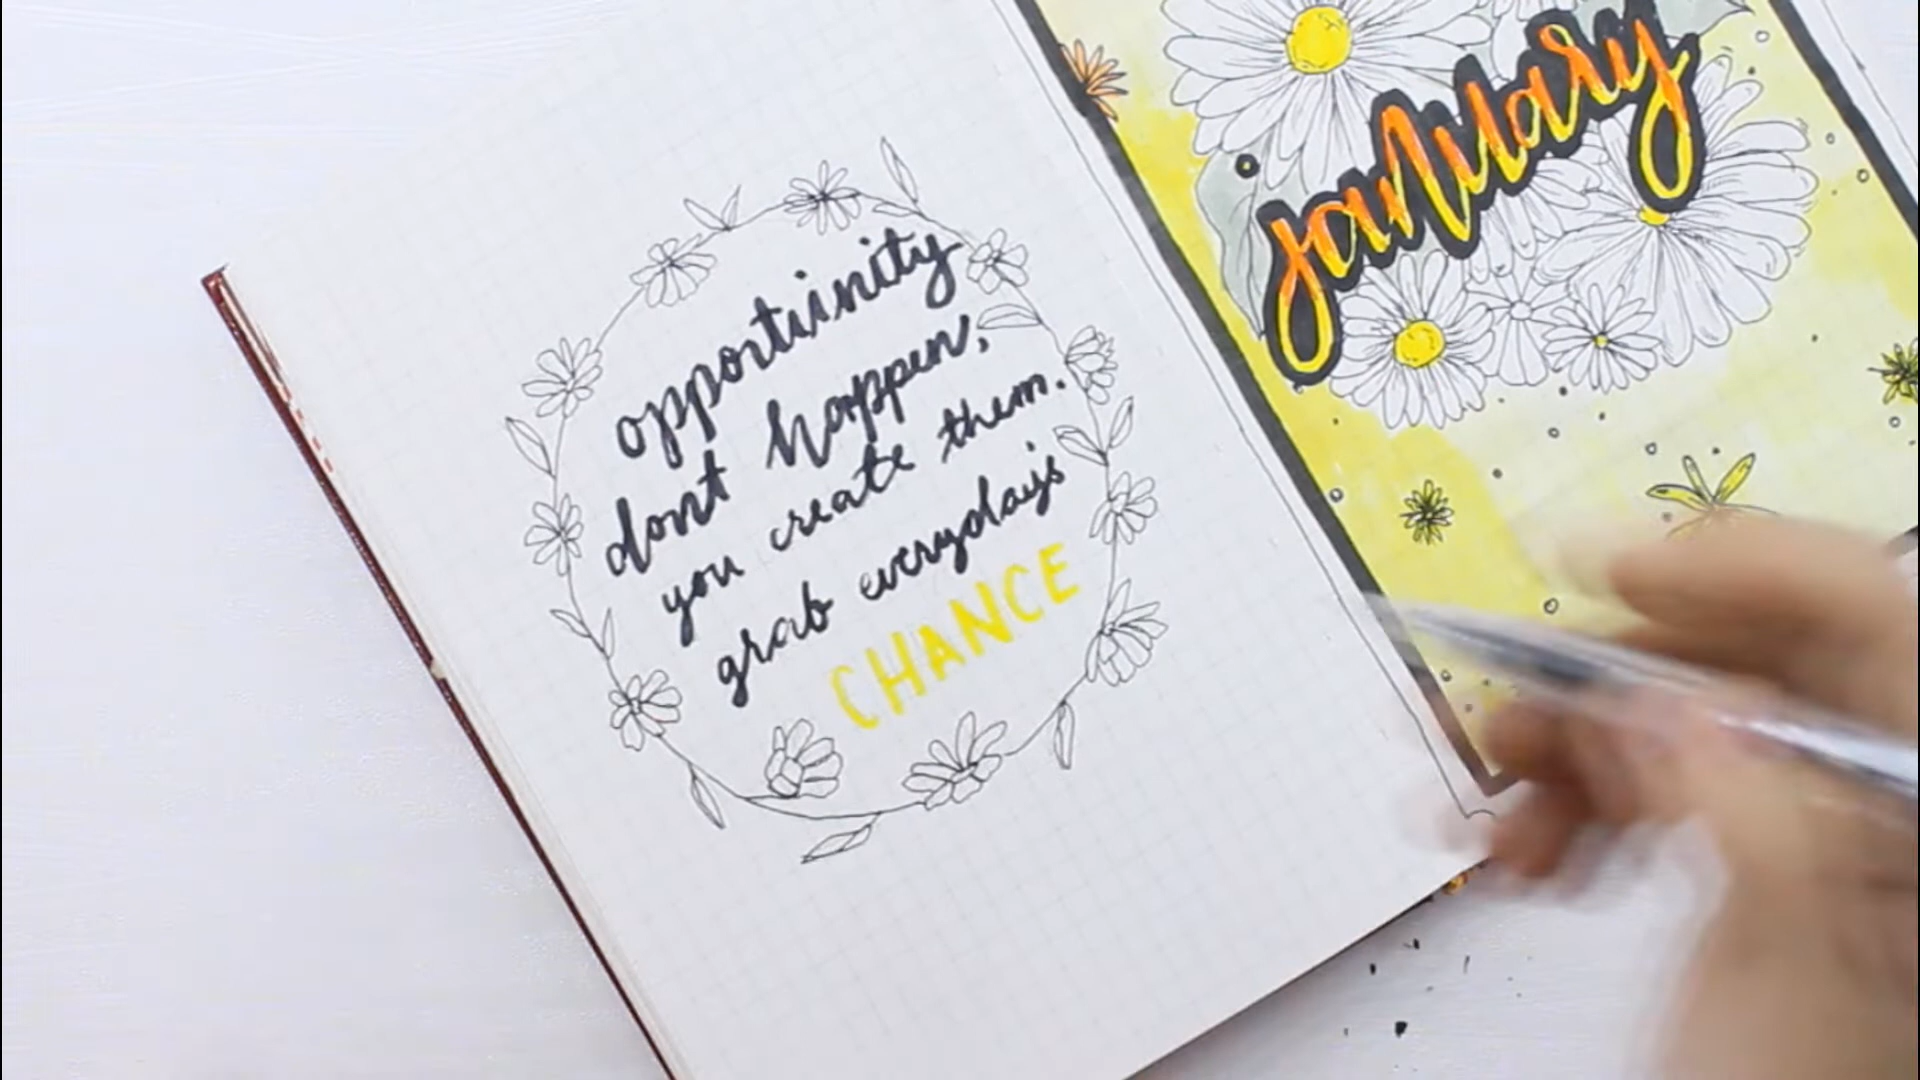 opportunity
dont happen,
you create them.
grab everydays
CHANCE
january